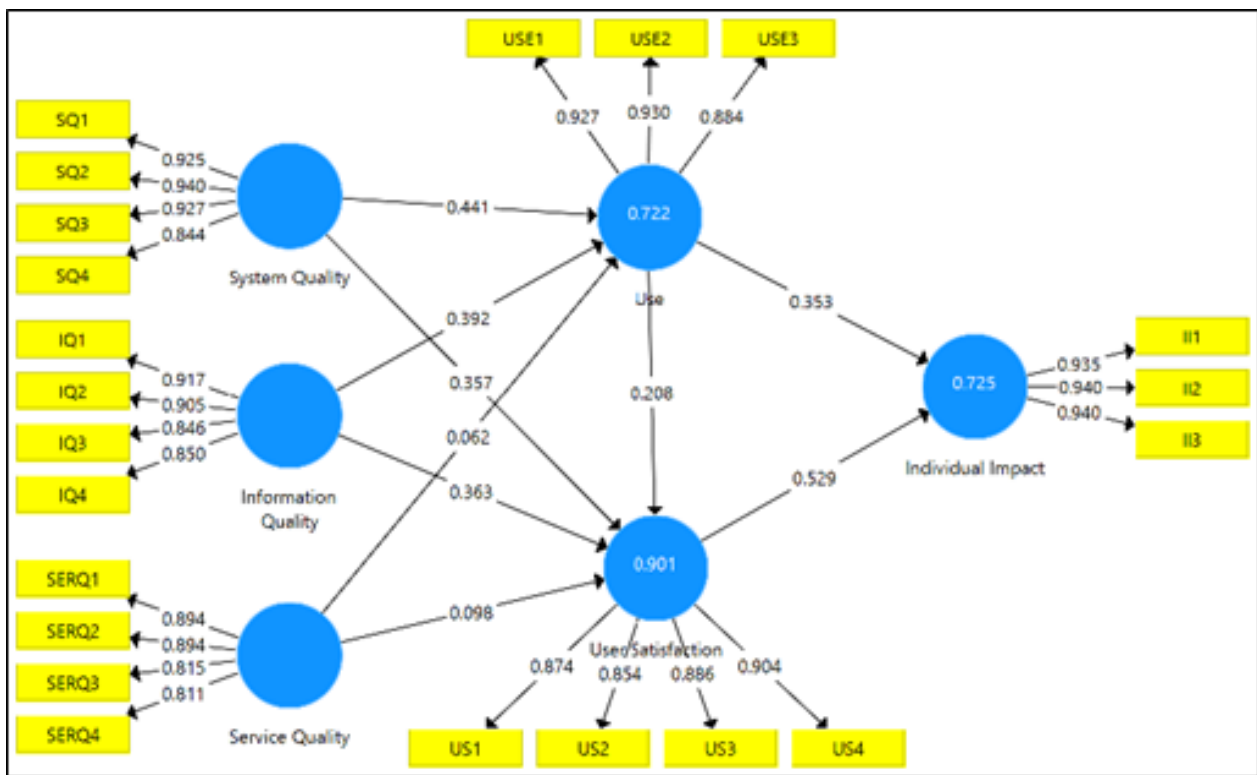 USE1
USE2
USE3
0.927
0.930
0.884
SQ1
SQ2
SQ3
SQ4
0.925
0.940
0.927
0.844
System Quality
0.441
0.722
Use
0.392
0.357
0.062
0.353
0.208
IQ1
IQ2
IQ3
IQ4
0.917
0.905
0.846
0.850
Information
Quality
0.363
0.725
Individual Impact
0.935
0.940
0.940
II1
II2
II3
0.529
SERQ1
SERQ2
SERQ3
SERQ4
0.894
0.894
0.815
0.811
Service Quality
0.098
0.901
User Satisfaction
0.874
0.854
0.886
0.904
US1
US2
US3
US4